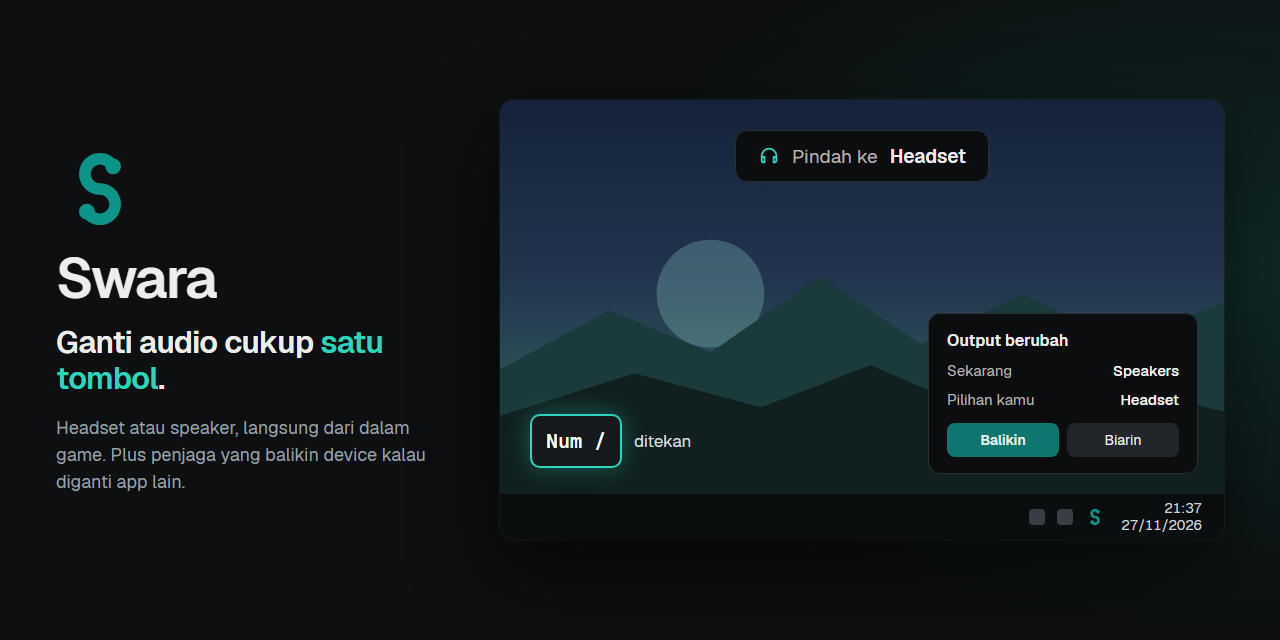 S
Swara
Ganti audio cukup satu
tombol.
Headset atau speaker, langsung dari dalam
game. Plus penjaga yang balikin device kalau
diganti app lain.
Pindah ke Headset
Num / ditekan
Output berubah
Sekarang Speakers
Pilihan kamu Headset
Balikin Biarin
S
21:37
27/11/2026